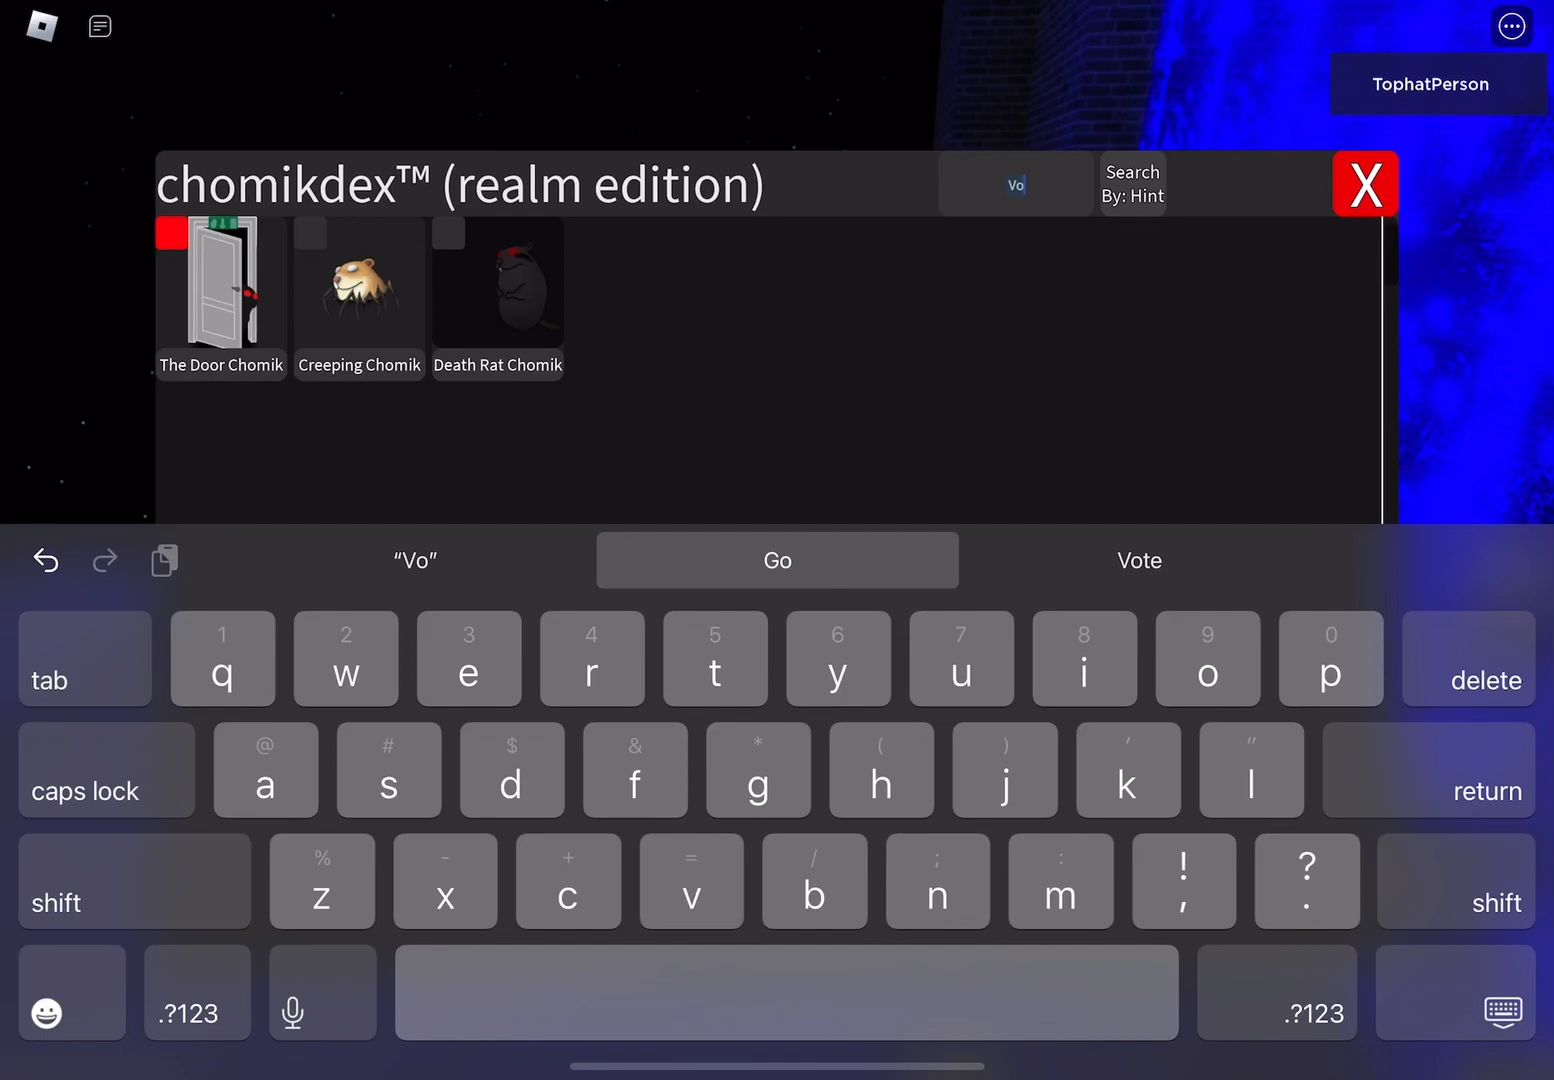 TophatPerson
chomikdex™ (realm edition)
Vo
Search
By: Hint
X
The Door Chomik
Creeping Chomik
Death Rat Chomik
“Vo”
Go
Vote
1 2 3 4 5 6 7 8 9 0
tab q w e r t y u i o p delete
@ # $ & * ( ) ' "
caps lock a s d f g h j k l return
% - + = / ; : ! ?
shift z x c v b n m , . shift
.?123 .?123